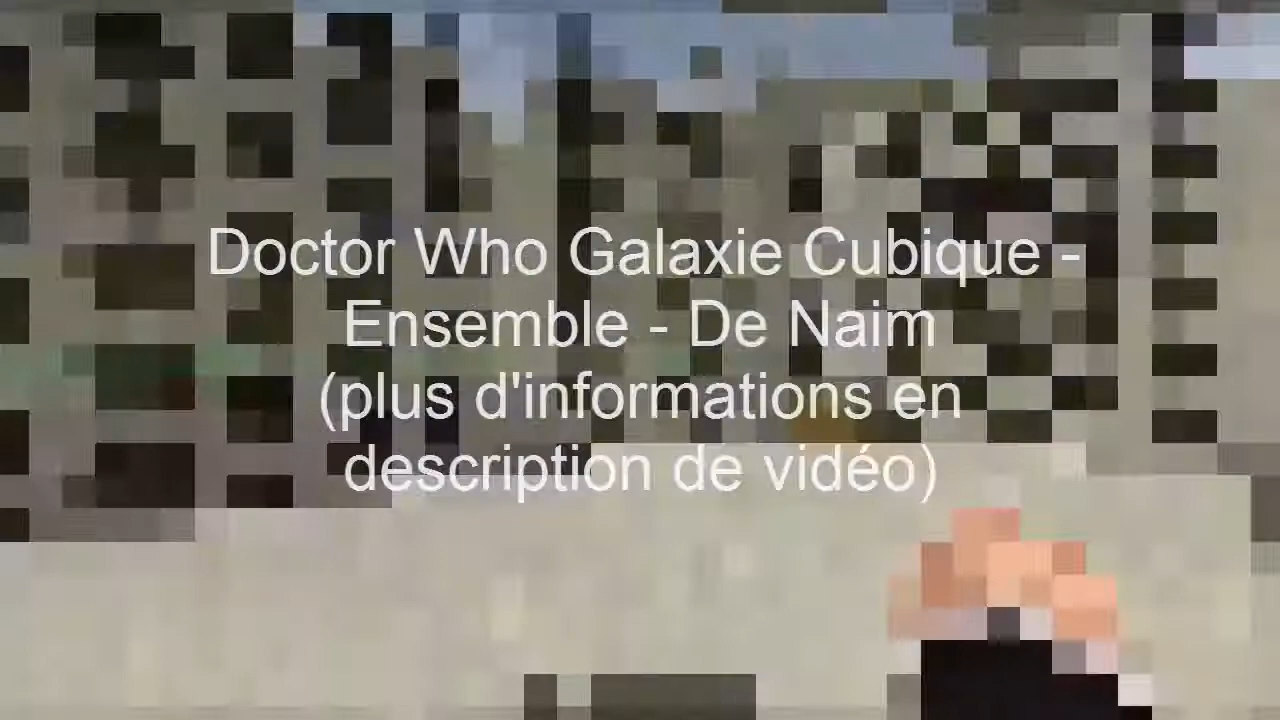 Doctor Who Galaxie Cubique -
Ensemble - De Naim
(plus d'informations en
description de vidéo)